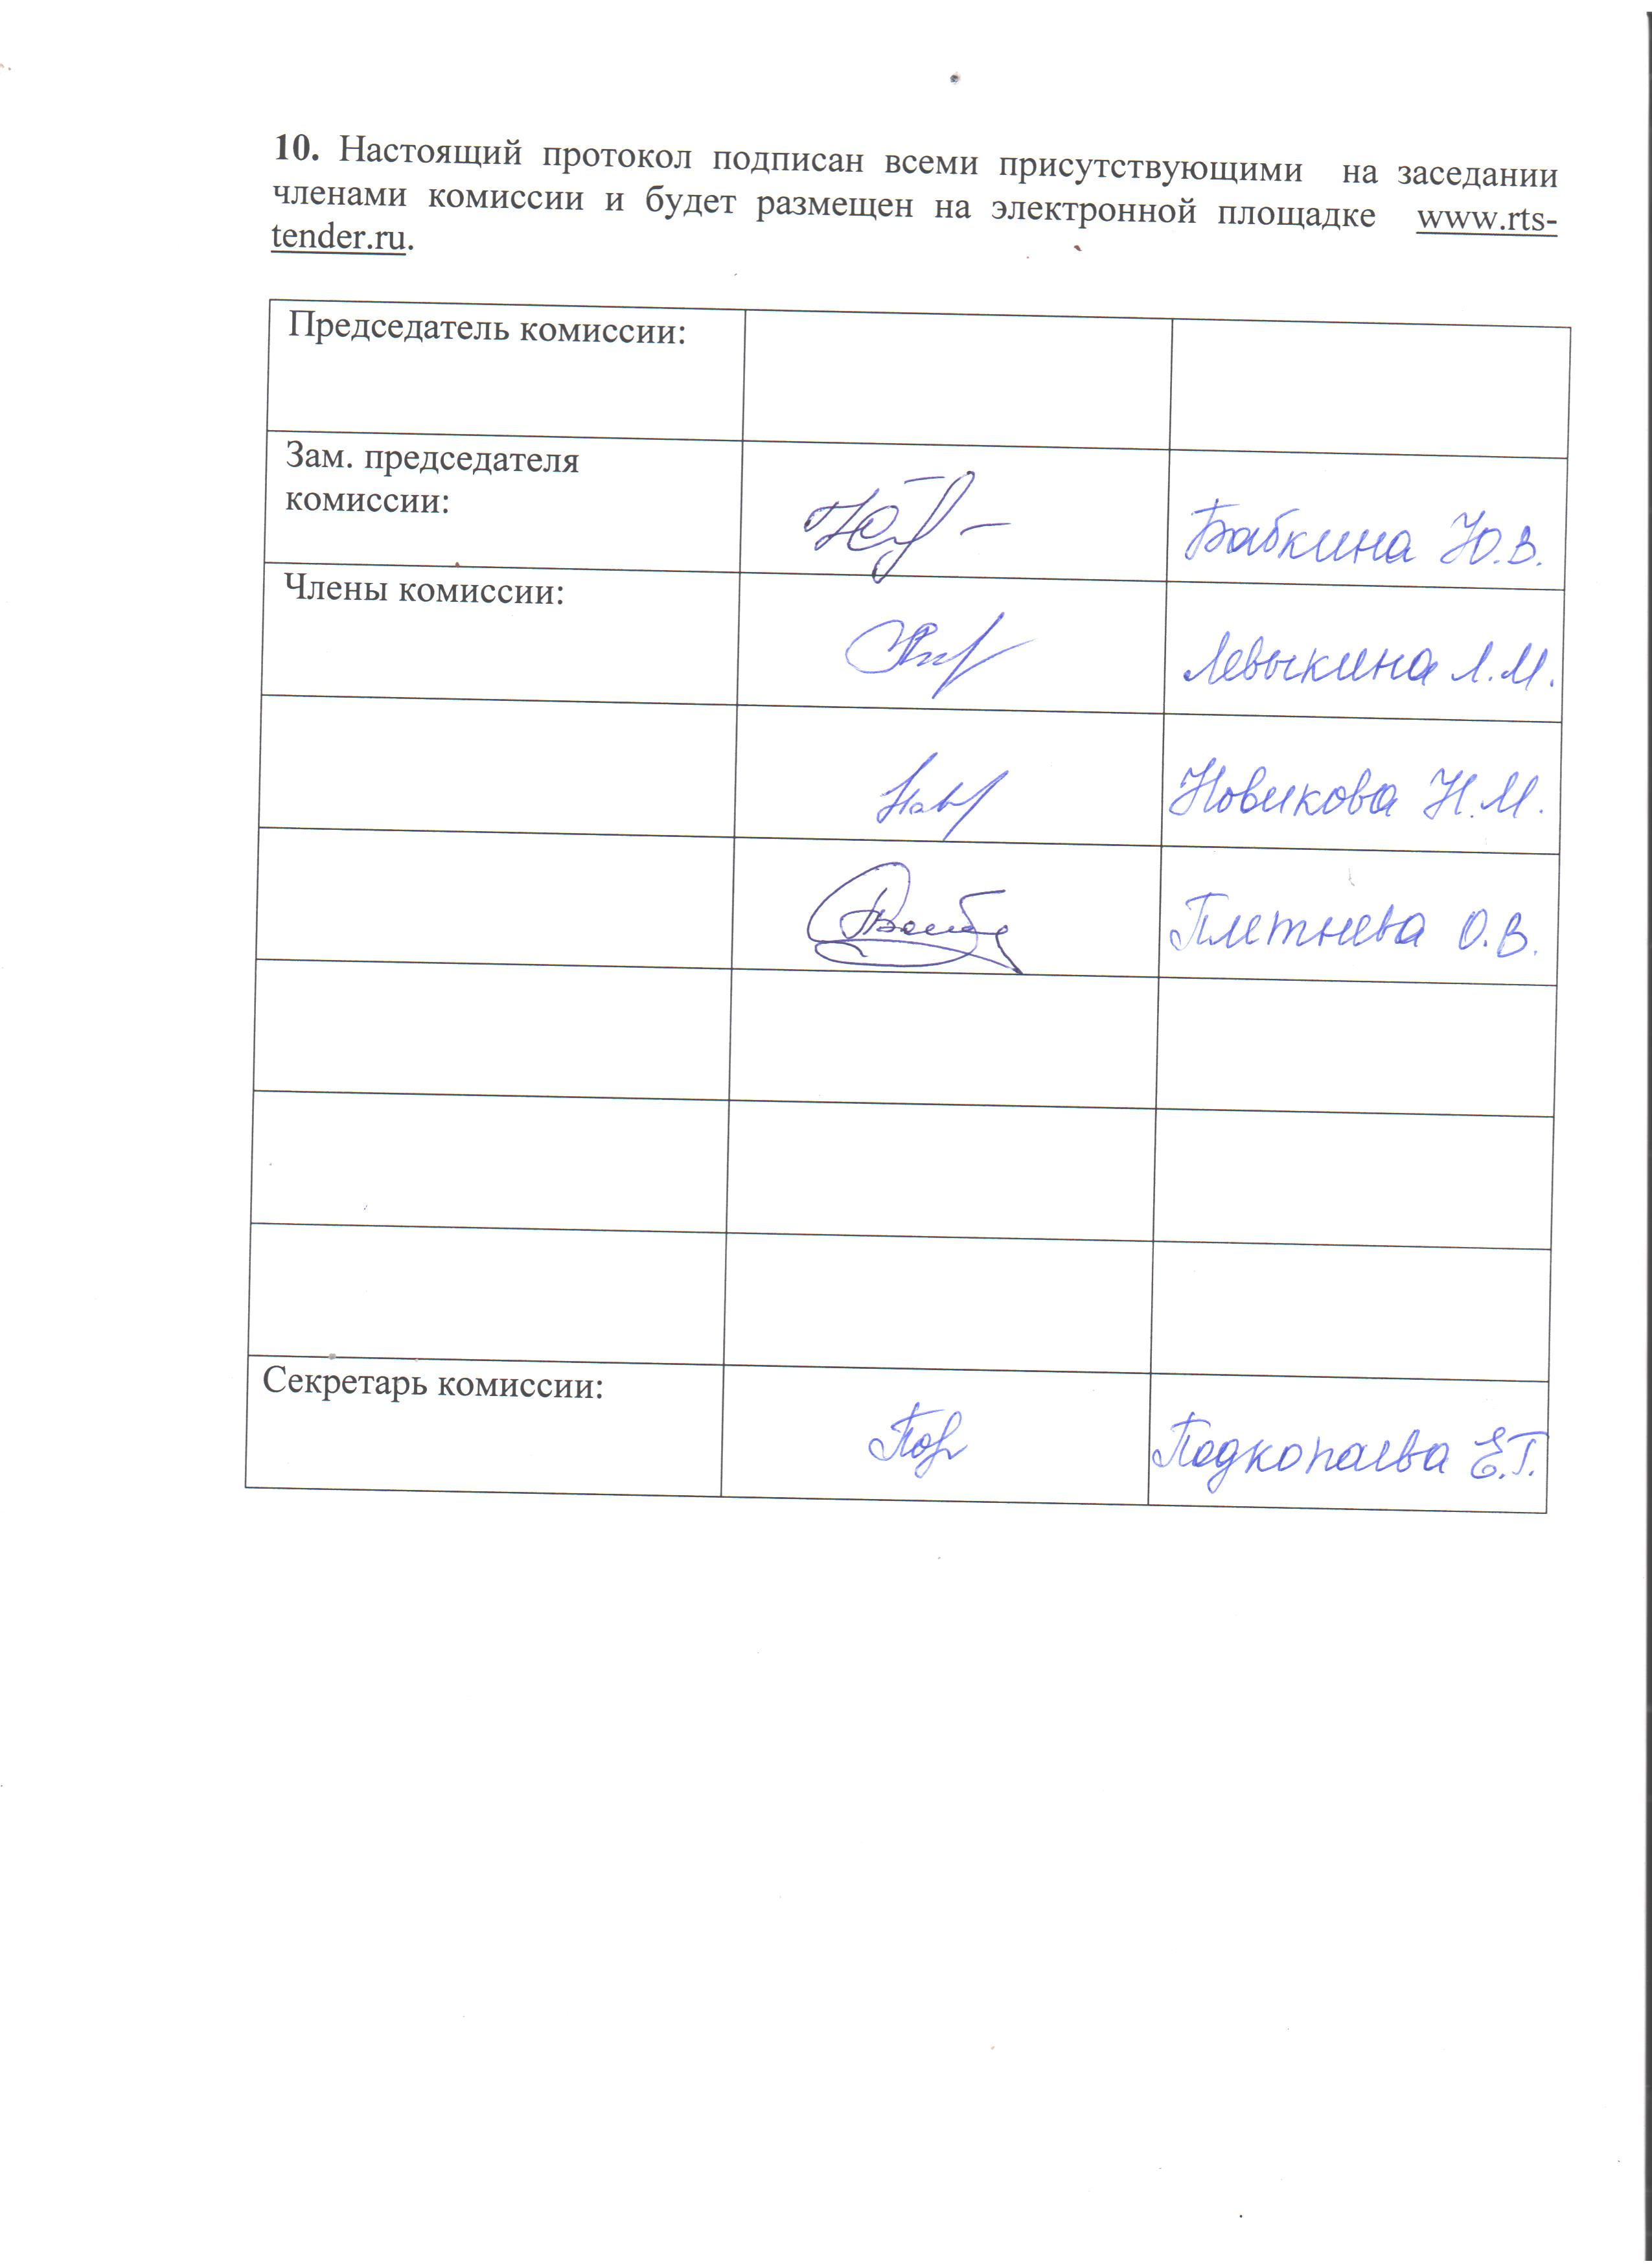 10. Настоящий протокол подписан всеми присутствующими на заседании
членами комиссии и будет размещен на электронной площадке www.rts-
tender.ru.
Председатель комиссии:
Зам. председателя
комиссии:
Бабкина Ю.В.
Члены комиссии:
Левыкина Л.М.
Новикова Н.М.
Плетнева О.В.
Секретарь комиссии:
Подкопаева Е.Г.